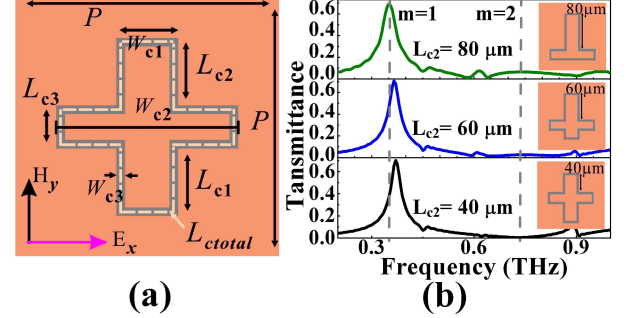 P
Wc1
Lc2
Lc3
Wc2
P
Hy
Wc3
Lc1
Ex
Lctotal
(a)
Tansmittance
0.6
0.4
0.2
0.0
m=1
m=2
Lc2= 80 μm
80μm
0.6
0.4
0.2
0.0
Lc2= 60 μm
60μm
0.6
0.4
0.2
0.0
Lc2= 40 μm
40μm
0.3
0.6
0.9
Frequency (THz)
(b)